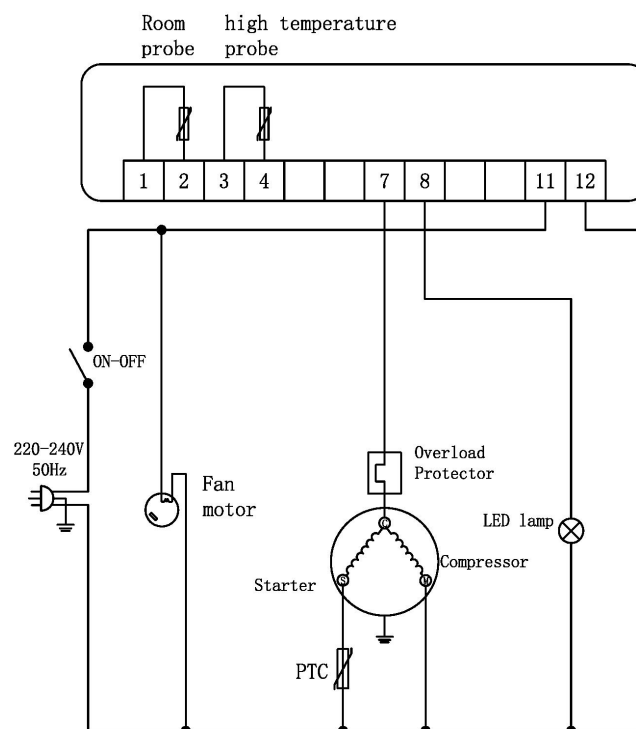 Room high temperature
probe probe
1 2 3 4 7 8 11 12
ON-OFF
220-240V
50Hz
Overload
Protector
Fan
motor
C
LED lamp
Compressor
S M
Starter
PTC